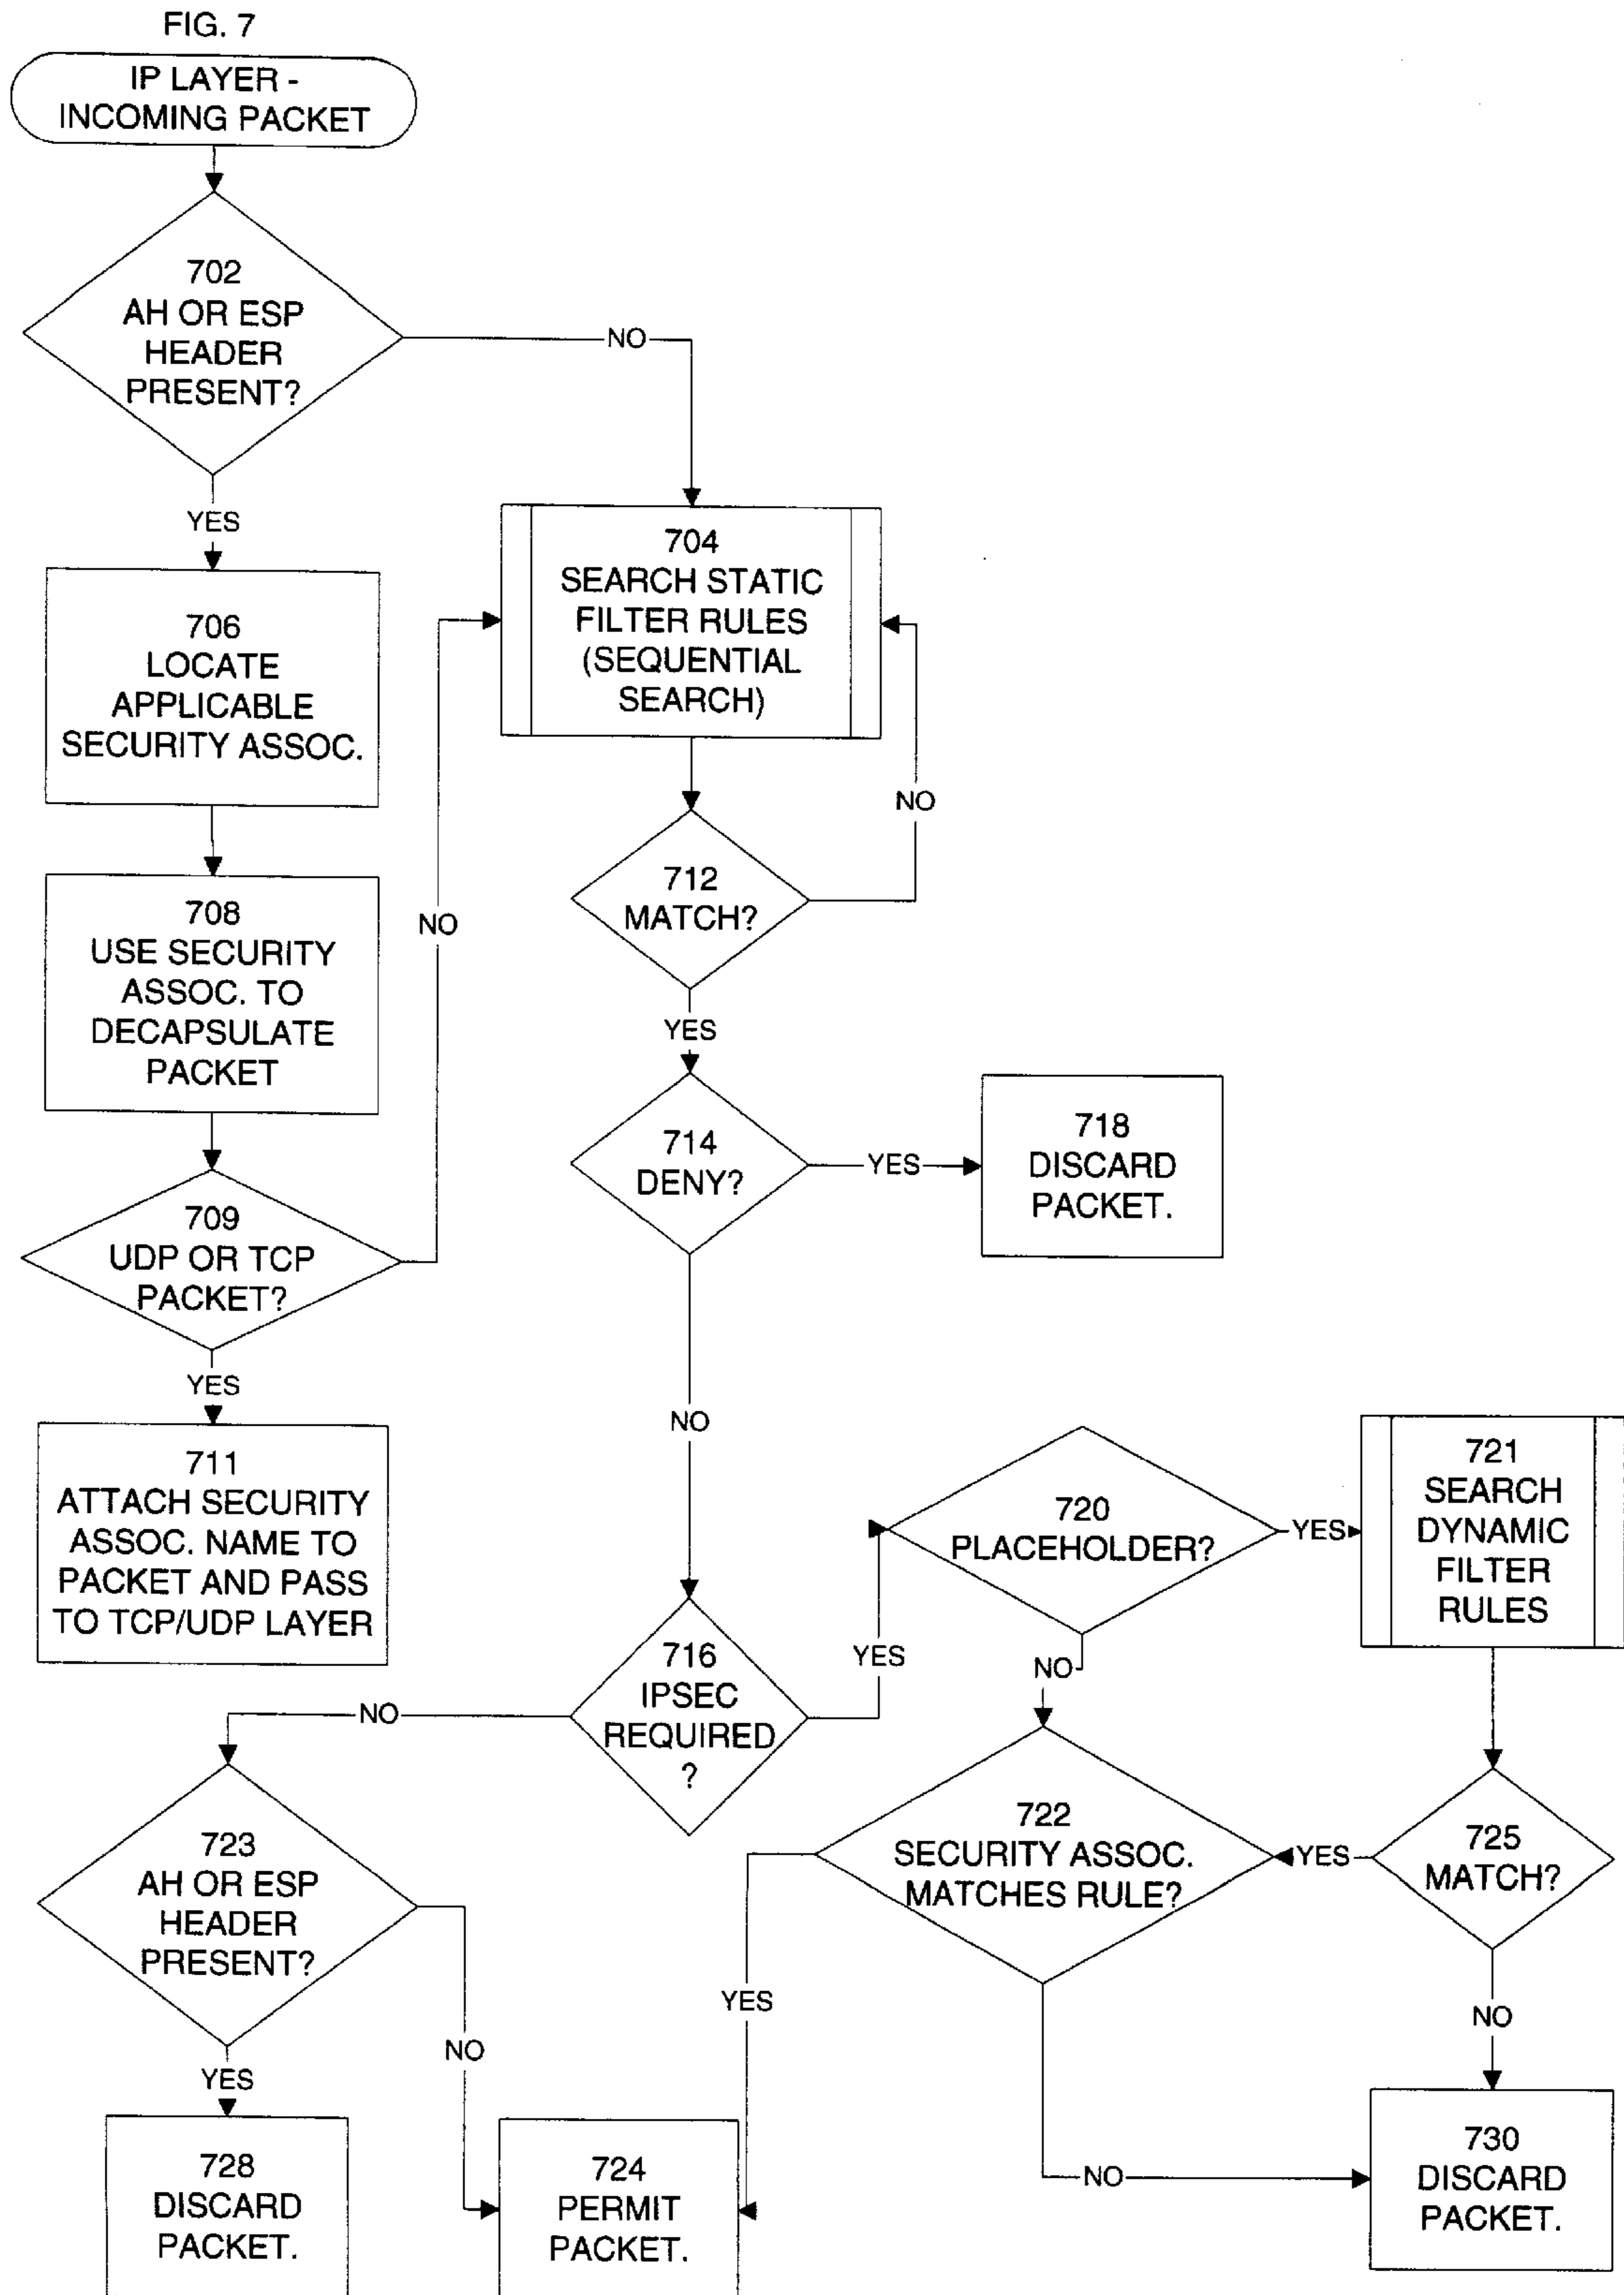 FIG. 7
IP LAYER -
INCOMING PACKET
702
AH OR ESP
HEADER
PRESENT?
NO
YES
704
SEARCH STATIC
FILTER RULES
(SEQUENTIAL
SEARCH)
706
LOCATE
APPLICABLE
SECURITY ASSOC.
NO
712
MATCH?
708
USE SECURITY
ASSOC. TO
DECAPSULATE
PACKET
NO
YES
714
DENY?
YES
718
DISCARD
PACKET.
709
UDP OR TCP
PACKET?
YES
NO
711
ATTACH SECURITY
ASSOC. NAME TO
PACKET AND PASS
TO TCP/UDP LAYER
720
PLACEHOLDER?
YES
721
SEARCH
DYNAMIC
FILTER
RULES
716
IPSEC
REQUIRED
?
YES
NO
NO
723
AH OR ESP
HEADER
PRESENT?
722
SECURITY ASSOC.
MATCHES RULE?
YES
725
MATCH?
YES
NO
NO
YES
NO
728
DISCARD
PACKET.
724
PERMIT
PACKET.
730
DISCARD
PACKET.